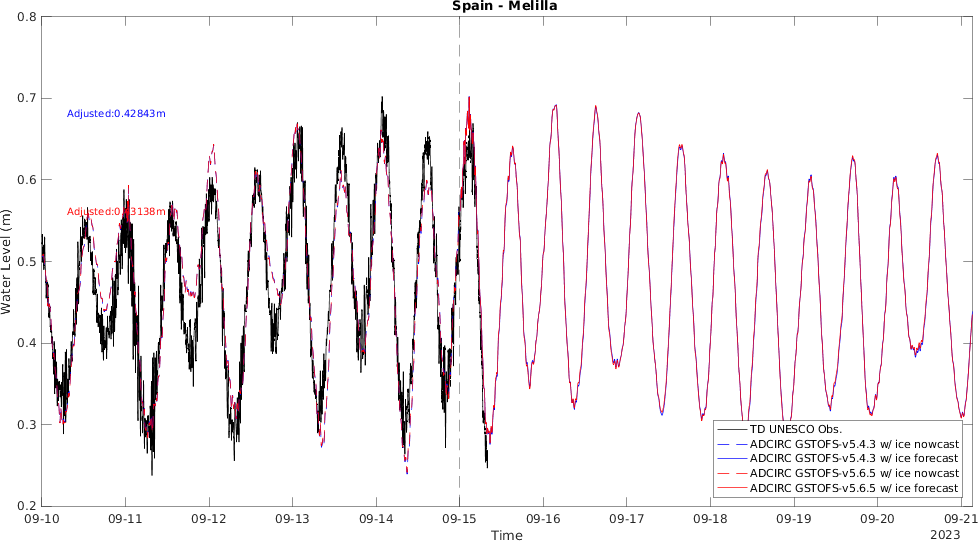 Spain - Melilla
0.8
0.7
0.6
0.5
0.4
0.3
0.2
Water Level (m)
Adjusted:0.42843m
Adjusted:0.43138m
TD UNESCO Obs.
ADCIRC GSTOFS-v5.4.3 w/ ice nowcast
ADCIRC GSTOFS-v5.4.3 w/ ice forecast
ADCIRC GSTOFS-v5.6.5 w/ ice nowcast
ADCIRC GSTOFS-v5.6.5 w/ ice forecast
09-10 09-11 09-12 09-13 09-14 09-15 09-16 09-17 09-18 09-19 09-20 09-21
Time
2023